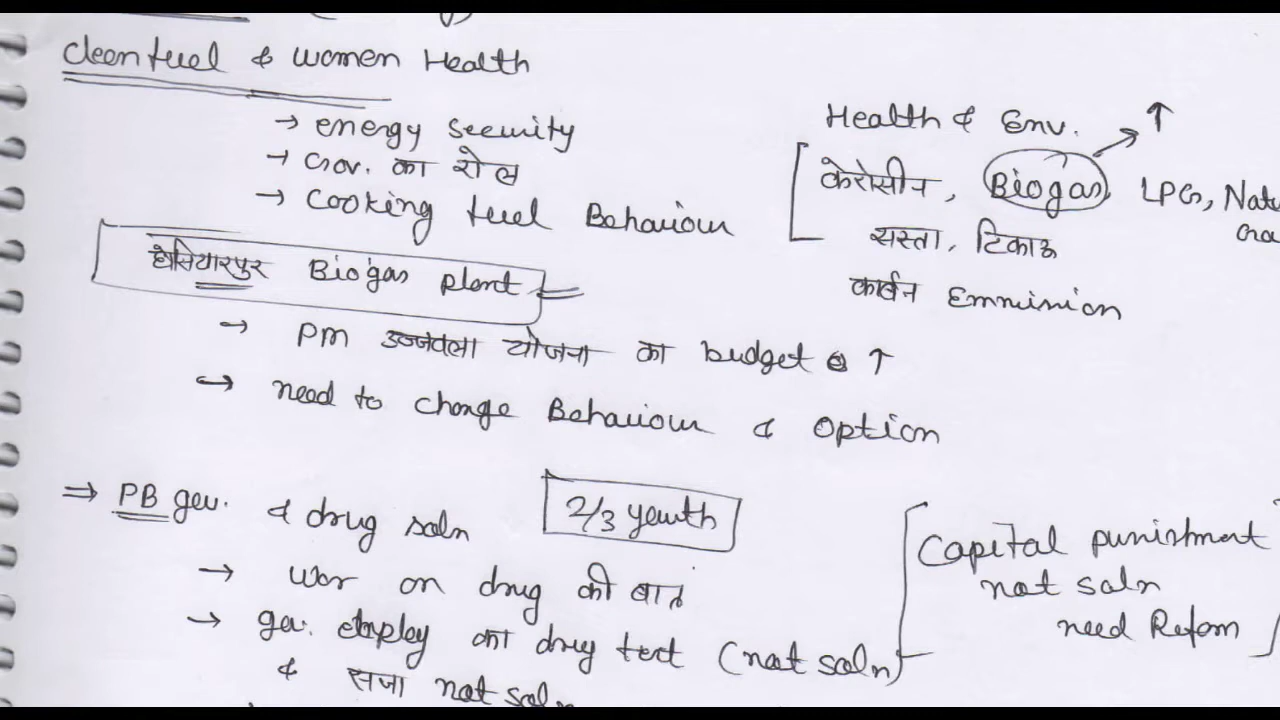 Clean fuel & women Health
→ energy security
→ Gov. का रोल
→ Cooking fuel Behaviour
Health & Env. ↑
केरोसीन, Biogas, LPG, Natu
सस्ता, टिकाऊ
कार्बन Emmision
होसियारपुर Biogas plant
→ PM उज्जवला योजना का budget ↑
→ need to change Behaviour & Option
⇒ PB gov. & drug soln
2/3 youth
→ war on drug की बात
→ gov. employ का drug test (not soln)
& सजा not soln
Capital punishment
not soln
need Reform